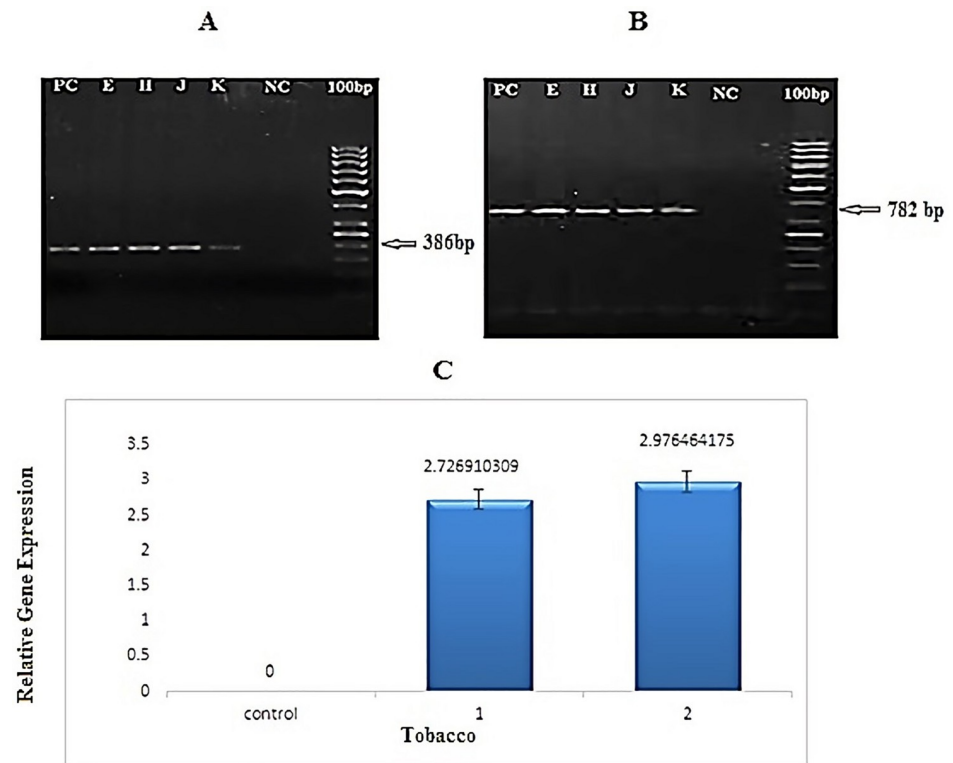 A
PC E H J K NC 100bp
386bp
B
PC E H J K NC 100bp
782 bp
C
Relative Gene Expression
3.5
3
2.5
2
1.5
1
0.5
0
0
2.726910309
2.976464175
control 1 2
Tobacco